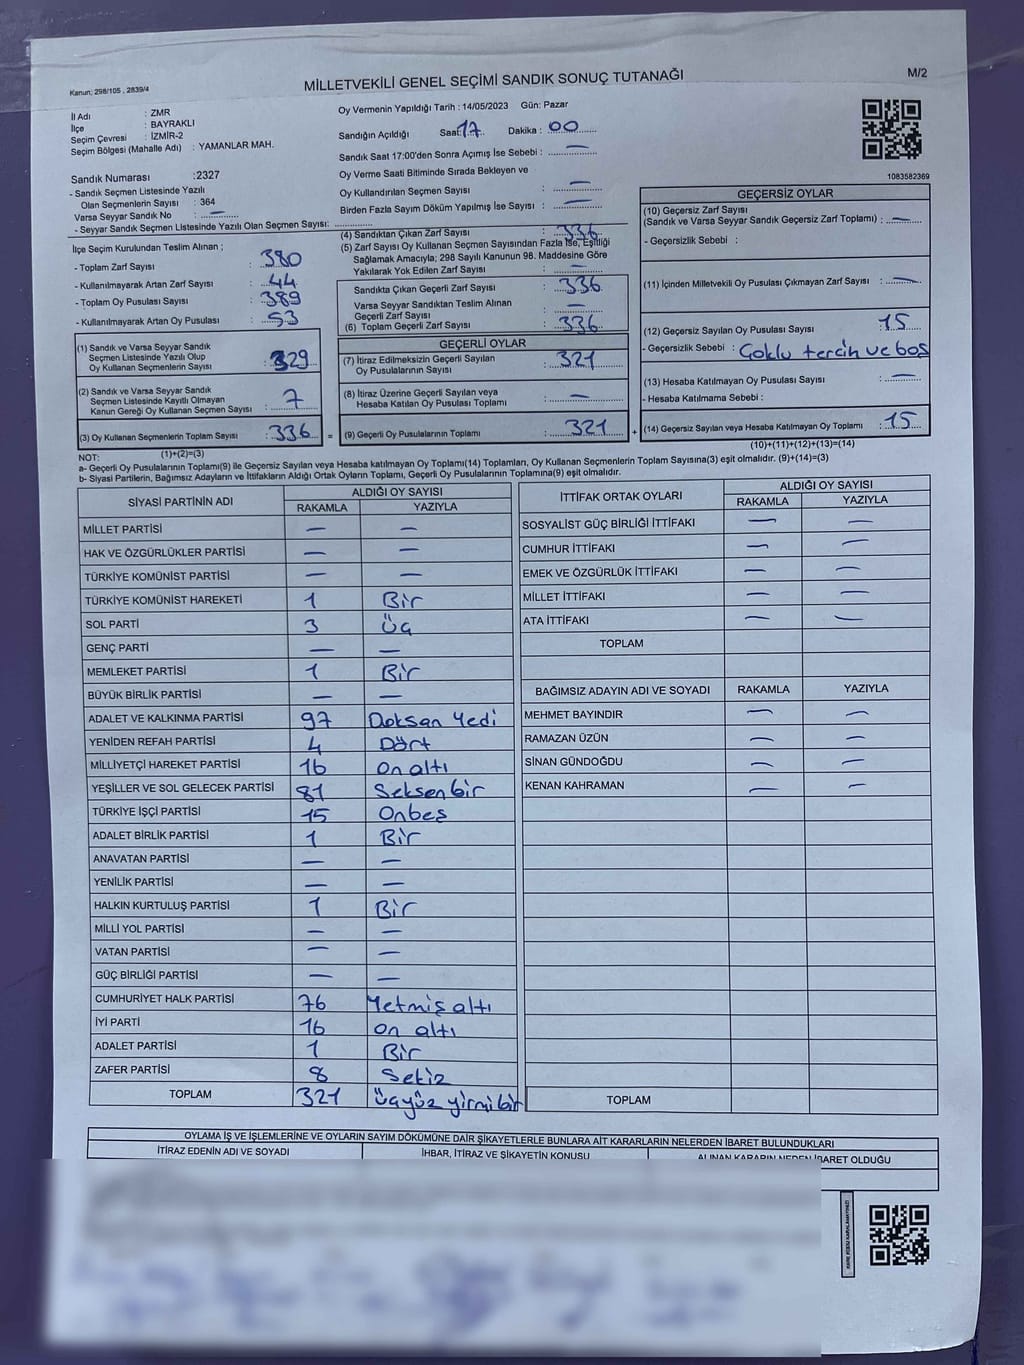 Kanun; 298/105 , 2839/4
MİLLETVEKİLİ GENEL SEÇİMİ SANDIK SONUÇ TUTANAĞI
M/2
İl Adı : ZMR
İlçe : BAYRAKLI
Seçim Çevresi : İZMİR-2
Seçim Bölgesi (Mahalle Adı) : YAMANLAR MAH.
Oy Vermenin Yapıldığı Tarih : 14/05/2023 Gün: Pazar
Sandığın Açıldığı Saat: 17 Dakika : 00
Sandık Saat 17:00'den Sonra Açımış İse Sebebi : —
Oy Verme Saati Bitiminde Sırada Bekleyen ve
Oy Kullandırılan Seçmen Sayısı : —
Birden Fazla Sayım Döküm Yapılmış İse Sayısı : —
1083582369
Sandık Numarası :2327
- Sandık Seçmen Listesinde Yazılı
Olan Seçmenlerin Sayısı : 364
Varsa Seyyar Sandık No : —
- Seyyar Sandık Seçmen Listesinde Yazılı Olan Seçmen Sayısı:
İlçe Seçim Kurulundan Teslim Alınan ;
- Toplam Zarf Sayısı : 380
- Kullanılmayarak Artan Zarf Sayısı : 44
- Toplam Oy Pusulası Sayısı : 389
- Kullanılmayarak Artan Oy Pusulası : 53
(1) Sandık ve Varsa Seyyar Sandık
Seçmen Listesinde Yazılı Olup
Oy Kullanan Seçmenlerin Sayısı : 329
(2) Sandık ve Varsa Seyyar Sandık
Seçmen Listesinde Kayıtlı Olmayan
Kanun Gereği Oy Kullanan Seçmen Sayısı : 7
(3) Oy Kullanan Seçmenlerin Toplam Sayısı : 336 =
(1)+(2)=(3)
(4) Sandıktan Çıkan Zarf Sayısı : 336
(5) Zarf Sayısı Oy Kullanan Seçmen Sayısından Fazla İse, Eşitliği
Sağlamak Amacıyla; 298 Sayılı Kanunun 98. Maddesine Göre
Yakılarak Yok Edilen Zarf Sayısı : —
Sandıkta Çıkan Geçerli Zarf Sayısı : 336
Varsa Seyyar Sandıktan Teslim Alınan
Geçerli Zarf Sayısı : —
(6) Toplam Geçerli Zarf Sayısı : 336
GEÇERLİ OYLAR
(7) İtiraz Edilmeksizin Geçerli Sayılan
Oy Pusulalarının Sayısı : 321
(8) İtiraz Üzerine Geçerli Sayılan veya
Hesaba Katılan Oy Pusulası Toplamı : —
(9) Geçerli Oy Pusulalarının Toplamı : 321 +
GEÇERSİZ OYLAR
(10) Geçersiz Zarf Sayısı
(Sandık ve Varsa Seyyar Sandık Geçersiz Zarf Toplamı) : —
- Geçersizlik Sebebi :
(11) İçinden Milletvekili Oy Pusulası Çıkmayan Zarf Sayısı : —
(12) Geçersiz Sayılan Oy Pusulası Sayısı : 15
- Geçersizlik Sebebi : Çoklu tercih ve boş
(13) Hesaba Katılmayan Oy Pusulası Sayısı : —
- Hesaba Katılmama Sebebi :
(14) Geçersiz Sayılan veya Hesaba Katılmayan Oy Toplamı : 15
(10)+(11)+(12)+(13)=(14)
NOT:
a- Geçerli Oy Pusulalarının Toplamı(9) ile Geçersiz Sayılan veya Hesaba katılmayan Oy Toplamı(14) Toplamları, Oy Kullanan Seçmenlerin Toplam Sayısına(3) eşit olmalıdır. (9)+(14)=(3)
b- Siyasi Partilerin, Bağımsız Adayların ve İttifakların Aldığı Ortak Oyların Toplamı, Geçerli Oy Pusulalarının Toplamına(9) eşit olmalıdır.
SİYASİ PARTİNİN ADI ALDIĞI OY SAYISI
RAKAMLA YAZIYLA
MİLLET PARTİSİ — —
HAK VE ÖZGÜRLÜKLER PARTİSİ — —
TÜRKİYE KOMÜNİST PARTİSİ — —
TÜRKİYE KOMÜNİST HAREKETİ 1 Bir
SOL PARTİ 3 Üç
GENÇ PARTİ — —
MEMLEKET PARTİSİ 1 Bir
BÜYÜK BİRLİK PARTİSİ — —
ADALET VE KALKINMA PARTİSİ 97 Doksan Yedi
YENİDEN REFAH PARTİSİ 4 Dört
MİLLİYETÇİ HAREKET PARTİSİ 16 on altı
YEŞİLLER VE SOL GELECEK PARTİSİ 81 Seksen bir
TÜRKİYE İŞÇİ PARTİSİ 15 Onbeş
ADALET BİRLİK PARTİSİ 1 Bir
ANAVATAN PARTİSİ — —
YENİLİK PARTİSİ — —
HALKIN KURTULUŞ PARTİSİ 1 Bir
MİLLİ YOL PARTİSİ — —
VATAN PARTİSİ — —
GÜÇ BİRLİĞİ PARTİSİ — —
CUMHURİYET HALK PARTİSİ 76 Yetmiş altı
İYİ PARTİ 16 on altı
ADALET PARTİSİ 1 Bir
ZAFER PARTİSİ 8 Sekiz
TOPLAM 321 üçyüz yirmi bir
İTTİFAK ORTAK OYLARI ALDIĞI OY SAYISI
RAKAMLA YAZIYLA
SOSYALİST GÜÇ BİRLİĞİ İTTİFAKI — —
CUMHUR İTTİFAKI — —
EMEK VE ÖZGÜRLÜK İTTİFAKI — —
MİLLET İTTİFAKI — —
ATA İTTİFAKI — —
TOPLAM
BAĞIMSIZ ADAYIN ADI VE SOYADI RAKAMLA YAZIYLA
MEHMET BAYINDIR — —
RAMAZAN ÜZÜN — —
SİNAN GÜNDOĞDU — —
KENAN KAHRAMAN — —
TOPLAM
OYLAMA İŞ VE İŞLEMLERİNE VE OYLARIN SAYIM DÖKÜMÜNE DAİR ŞİKAYETLERLE BUNLARA AİT KARARLARIN NELERDEN İBARET BULUNDUKLARI
İTİRAZ EDENİN ADI VE SOYADI İHBAR, İTİRAZ VE ŞİKAYETİN KONUSU ALINAN KARARIN NEDEN İBARET OLDUĞU